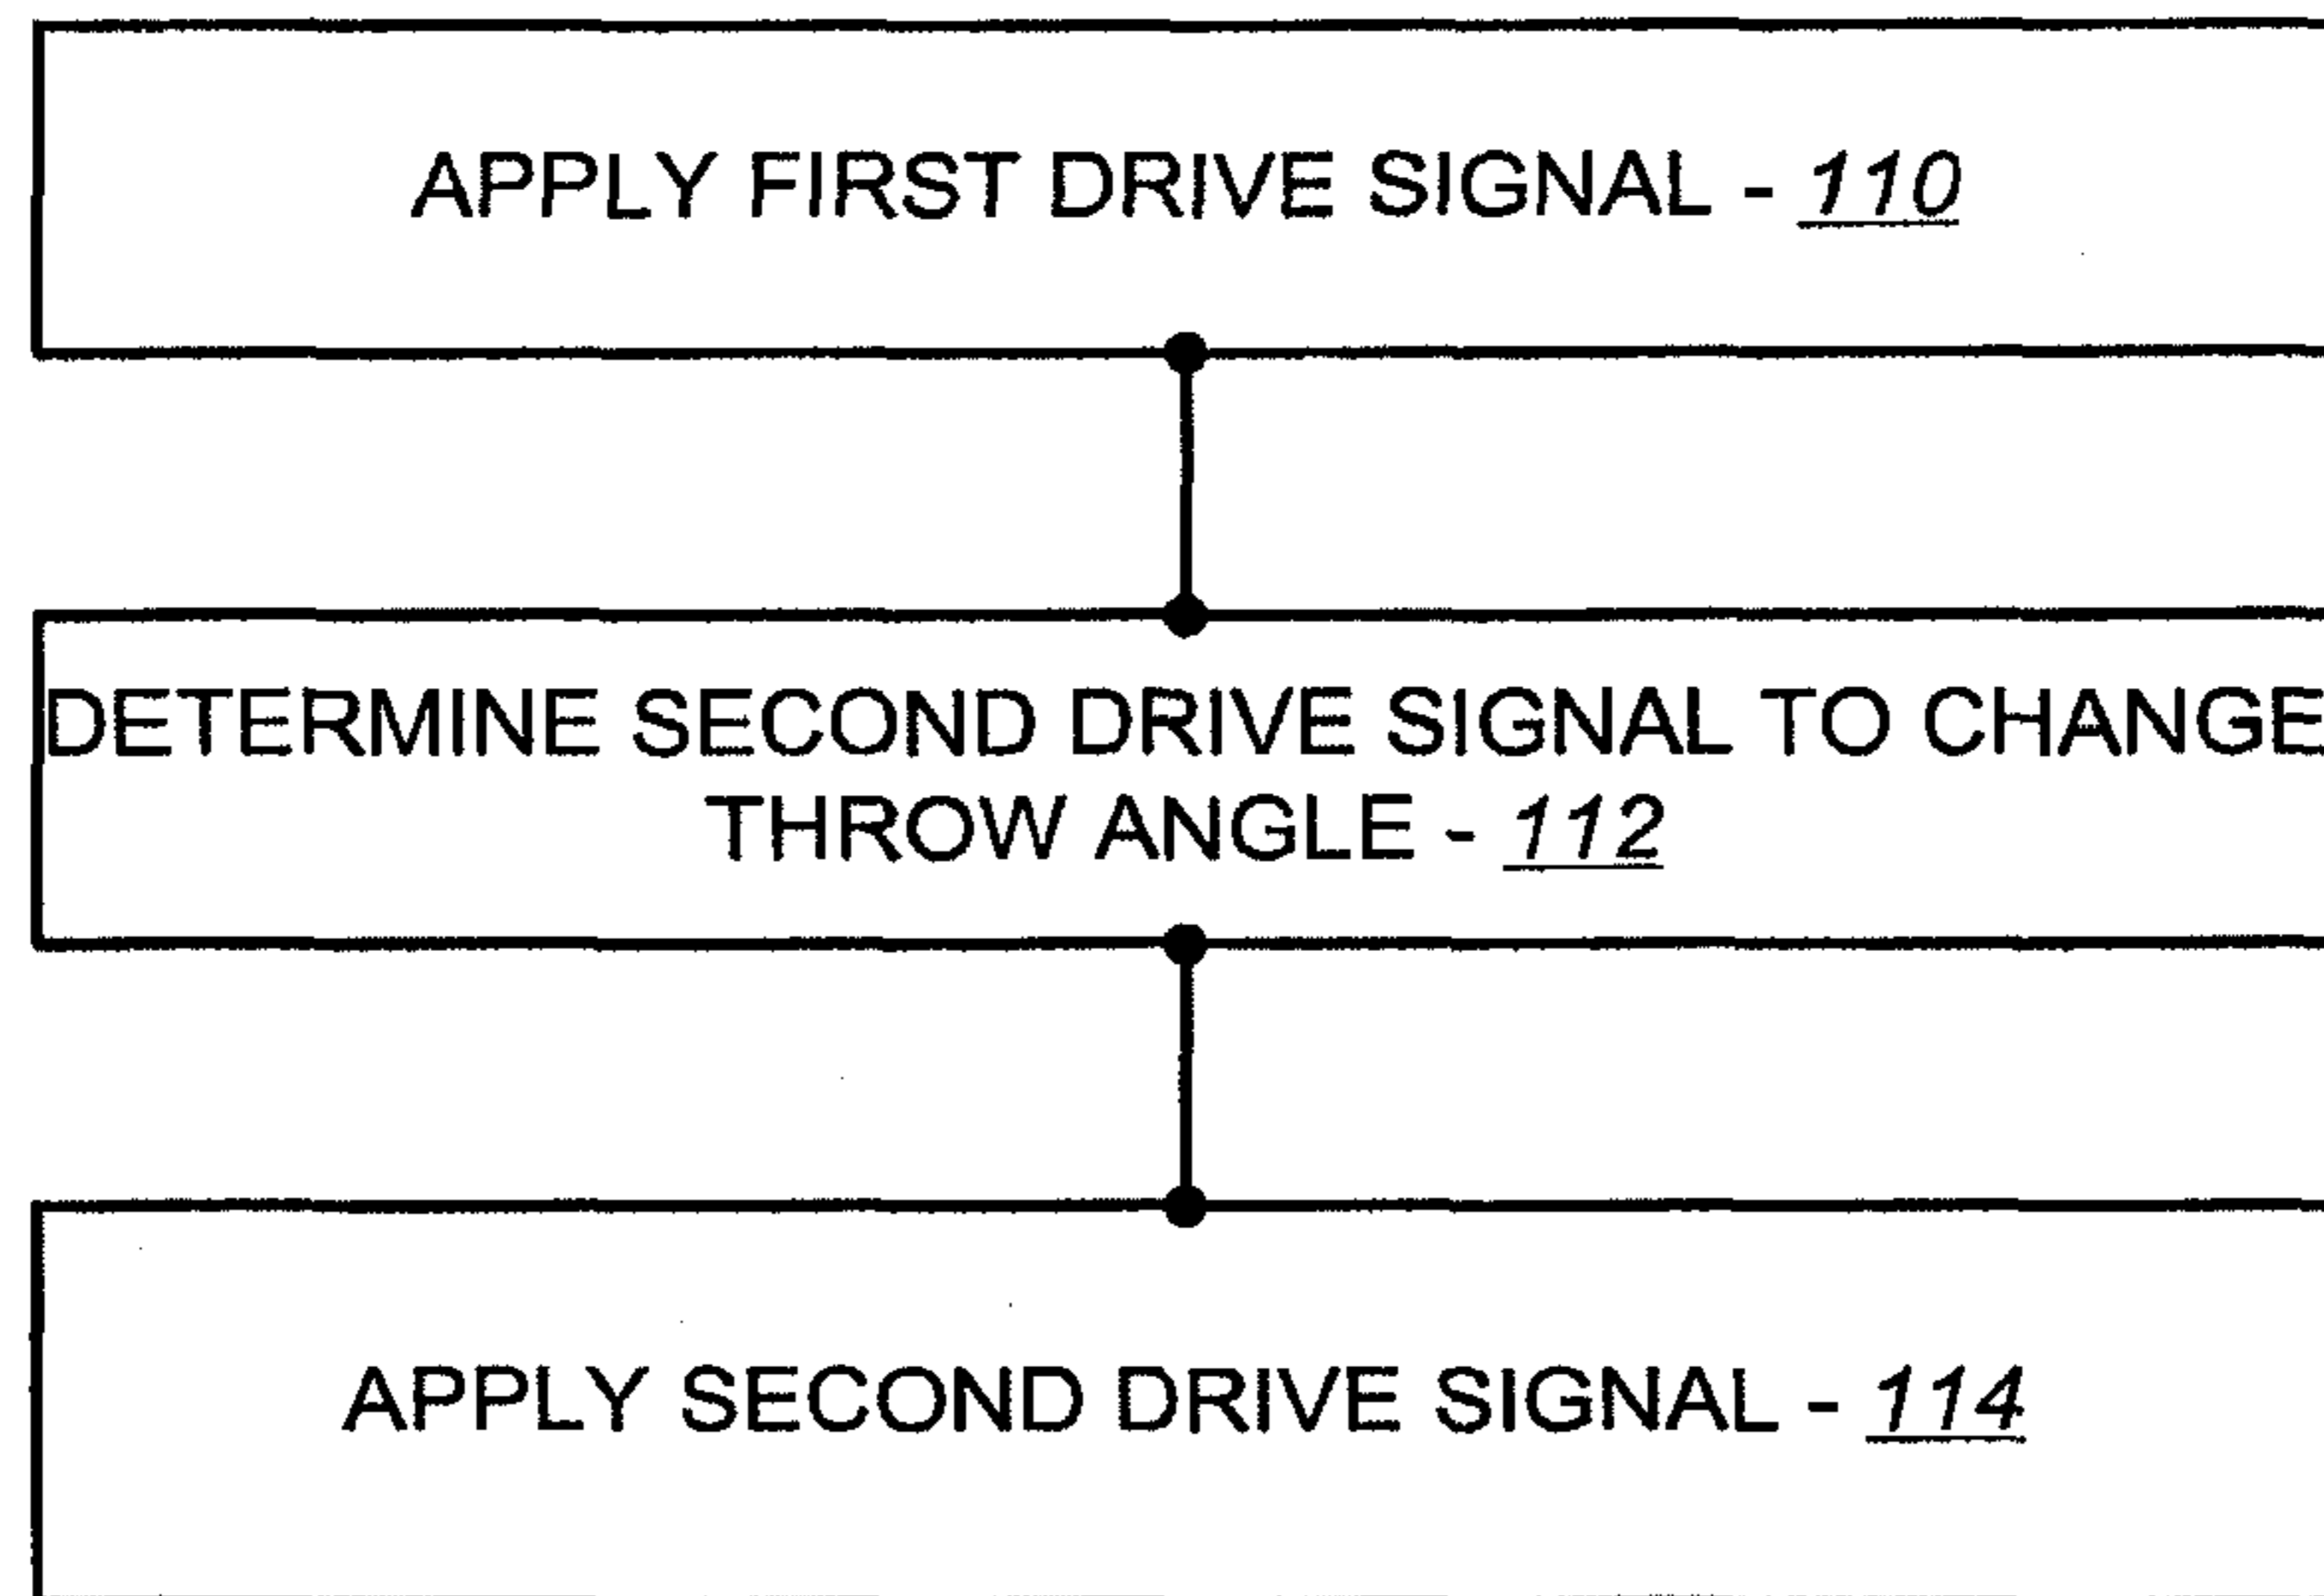 APPLY FIRST DRIVE SIGNAL - 110
DETERMINE SECOND DRIVE SIGNAL TO CHANGE
THROW ANGLE - 112
APPLY SECOND DRIVE SIGNAL - 114